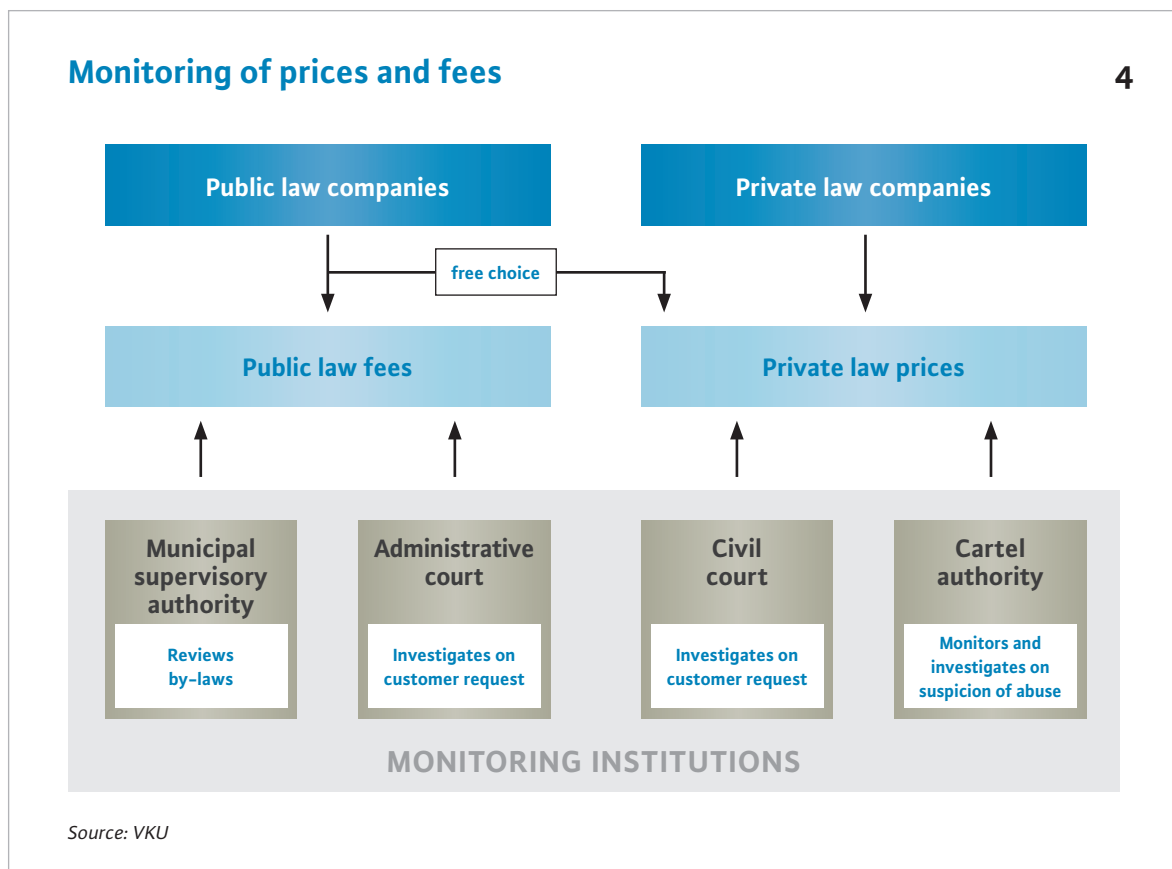 Monitoring of prices and fees
4
Public law companies
Private law companies
free choice
Public law fees
Private law prices
Municipal
supervisory
authority
Reviews
by-laws
Administrative
court
Investigates on
customer request
Civil
court
Investigates on
customer request
Cartel
authority
Monitors and
investigates on
suspicion of abuse
MONITORING INSTITUTIONS
Source: VKU